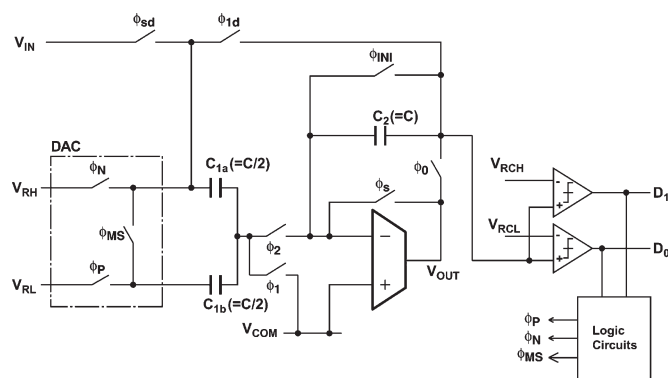 ϕsd
ϕ1d
VIN
ϕINI
C2(=C)
DAC
ϕN
C1a(=C/2)
VRH
ϕ0
VRCH
D1
ϕS
ϕMS
VRCL
D0
ϕ2
ϕP
ϕ1
VRL
C1b(=C/2)
VOUT
VCOM
ϕP
ϕN
ϕMS
Logic
Circuits
- 
+
-
+
-
+